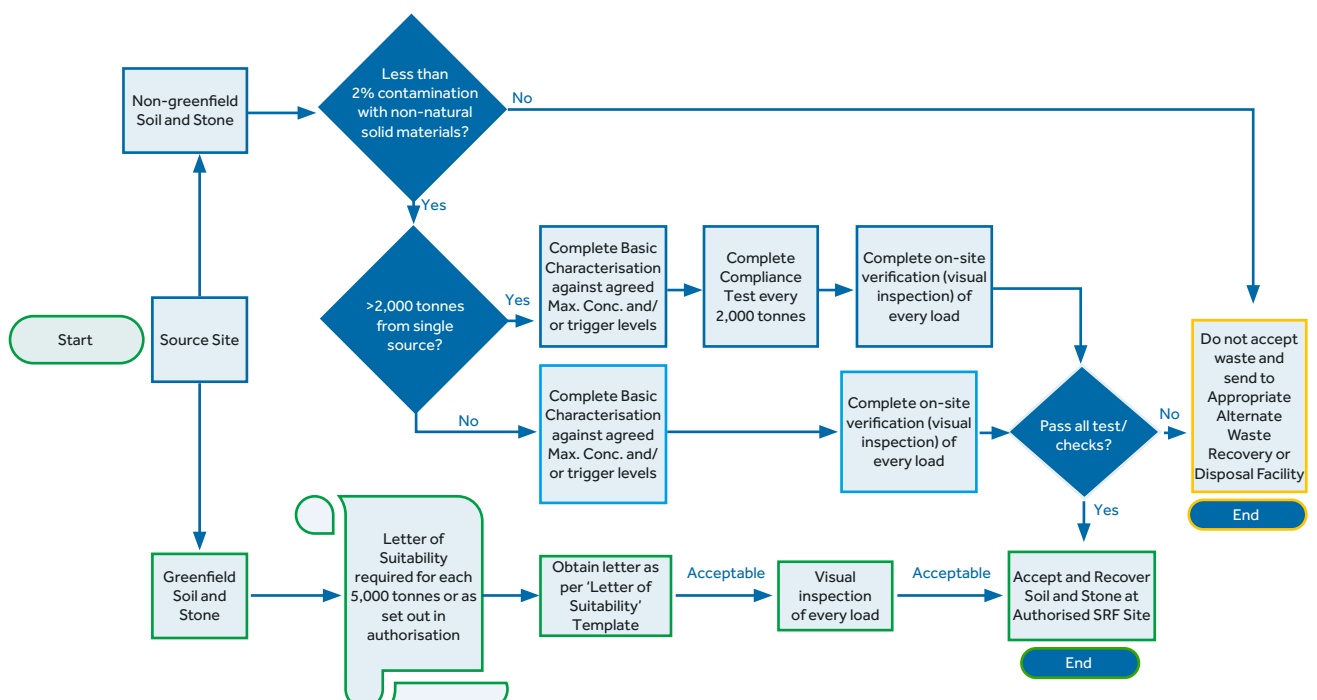 Non-greenfield
Soil and Stone
Less than
2% contamination
with non-natural
solid materials?
No
Yes
>2,000 tonnes
from single
source?
Yes
Complete Basic
Characterisation
against agreed
Max. Conc. and/
or trigger levels
Complete
Compliance
Test every
2,000 tonnes
Complete on-site
verification (visual
inspection) of
every load
Start
Source Site
Do not accept
waste and
send to
Appropriate
Alternate
Waste
Recovery or
Disposal Facility
End
No
Complete Basic
Characterisation
against agreed
Max. Conc. and/
or trigger levels
Complete on-site
verification (visual
inspection) of
every load
Pass all test/
checks?
No
Yes
Greenfield
Soil and
Stone
Letter of
Suitability
required for each
5,000 tonnes or as
set out in
authorisation
Obtain letter as
per ‘Letter of
Suitability’
Template
Acceptable
Visual
inspection
of every load
Acceptable
Accept and Recover
Soil and Stone at
Authorised SRF Site
End